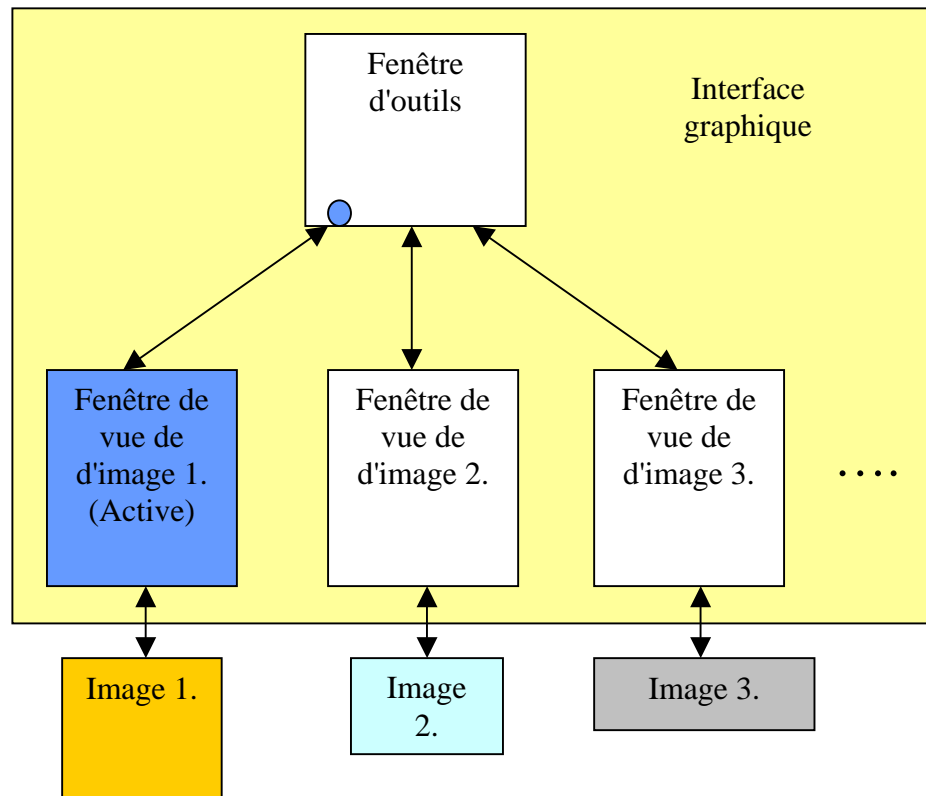 Fenêtre
d'outils
Interface
graphique
Fenêtre de
vue de
d'image 1.
(Active)
Fenêtre de
vue de
d'image 2.
Fenêtre de
vue de
d'image 3.
....
Image 1.
Image
2.
Image 3.